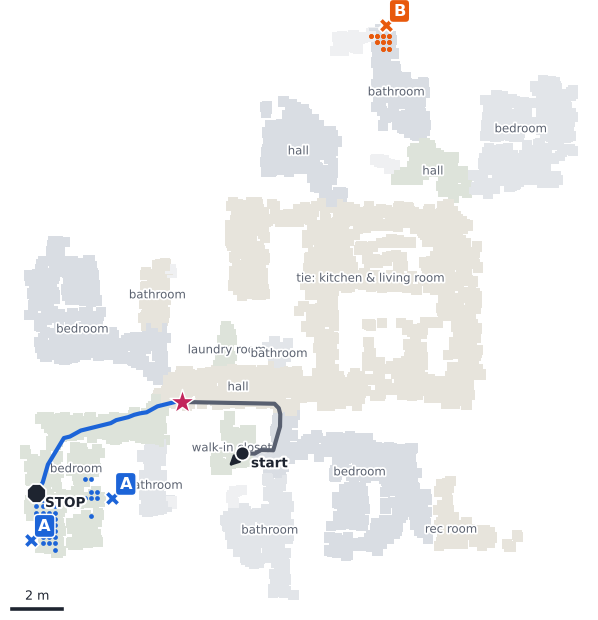 B
bathroom
bedroom
hall
hall
tie: kitchen & living room
bathroom
bedroom
laundry room
bathroom
hall
walk-in closet
start
bedroom
A
bathroom
bedroom
STOP
A
bathroom
rec room
2 m